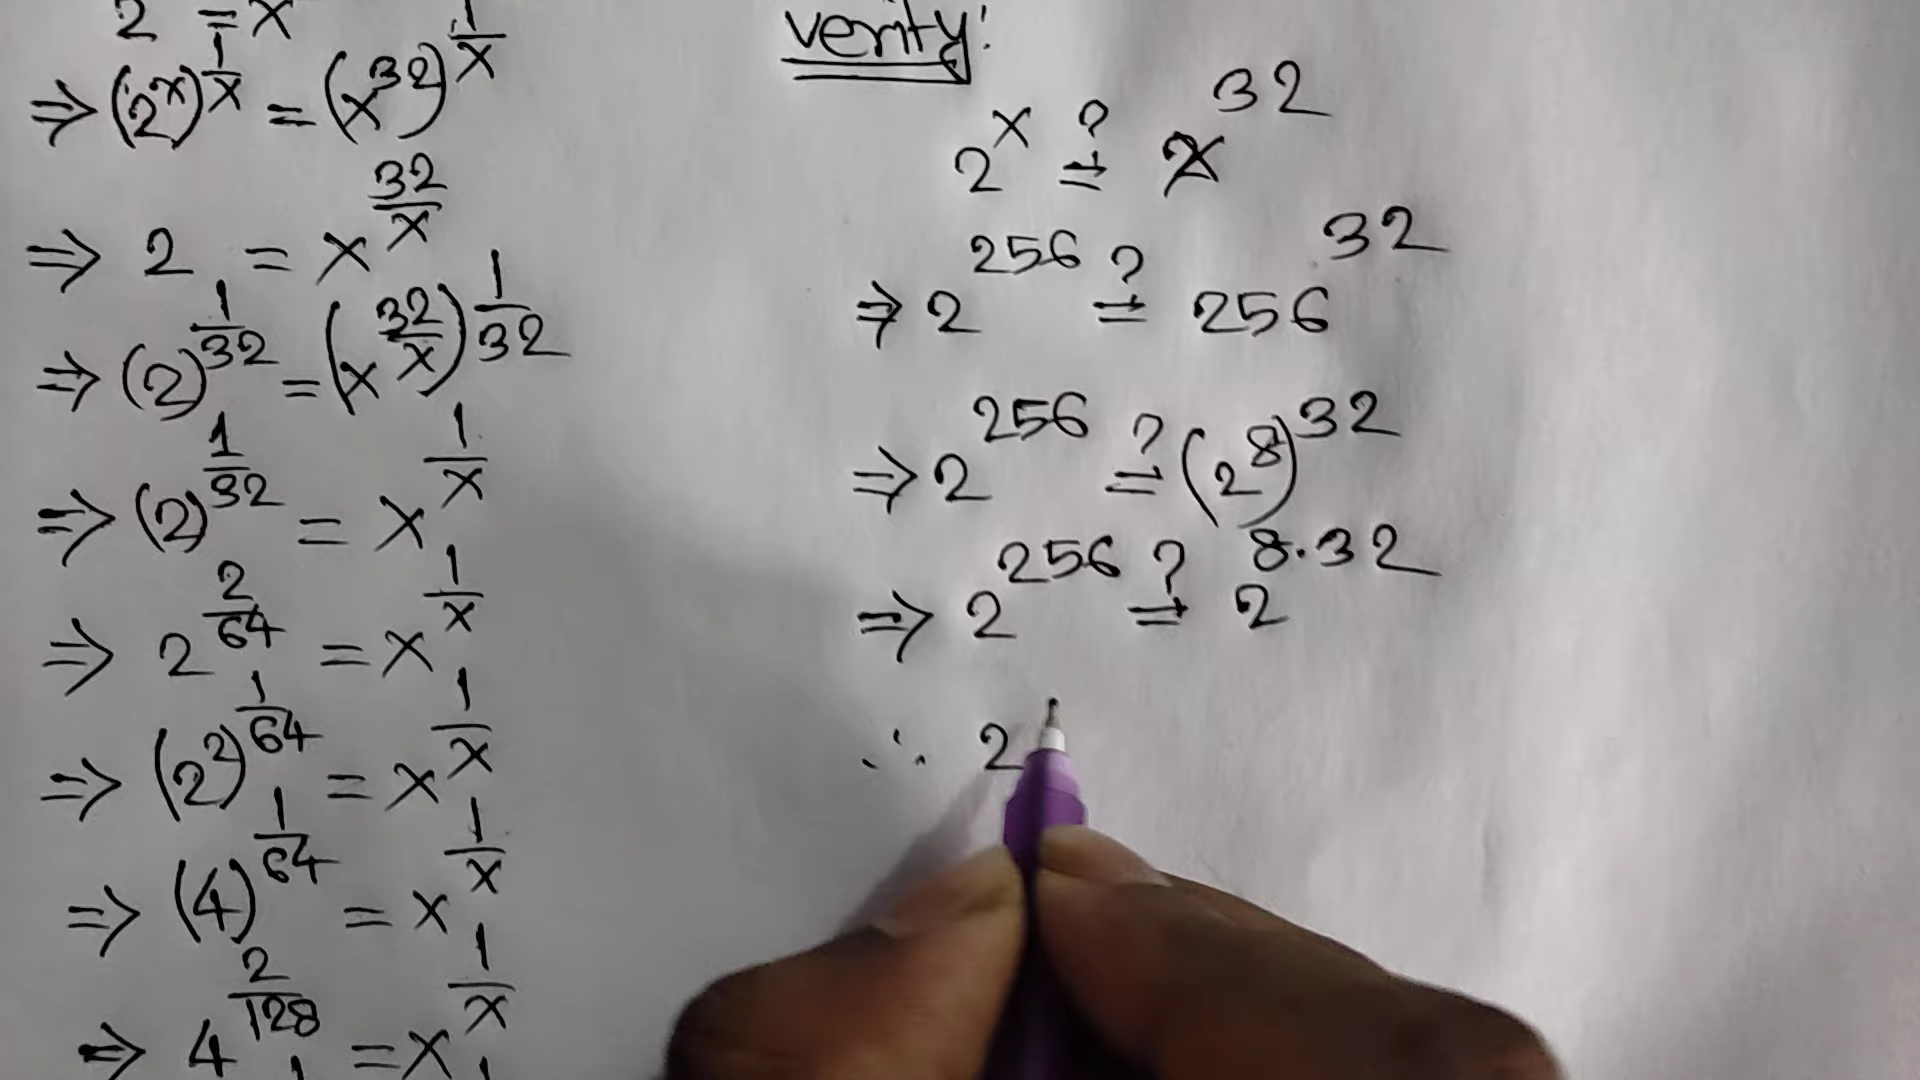 2 = x
⇒ (2^x)^(1/x) = (x^32)^(1/x)
⇒ 2 = x^(32/x)
⇒ (2)^(1/32) = (x^(32/x))^(1/32)
⇒ (2)^(1/32) = x^(1/x)
⇒ 2^(2/64) = x^(1/x)
⇒ (2^2)^(1/64) = x^(1/x)
⇒ (4)^(1/64) = x^(1/x)
⇒ 4^(2/128) = x^(1/x)
verify:
2^x ≟ x^32
⇒ 2^256 ≟ 256^32
⇒ 2^256 ≟ (2^8)^32
⇒ 2^256 ≟ 2^(8·32)
∴ 2